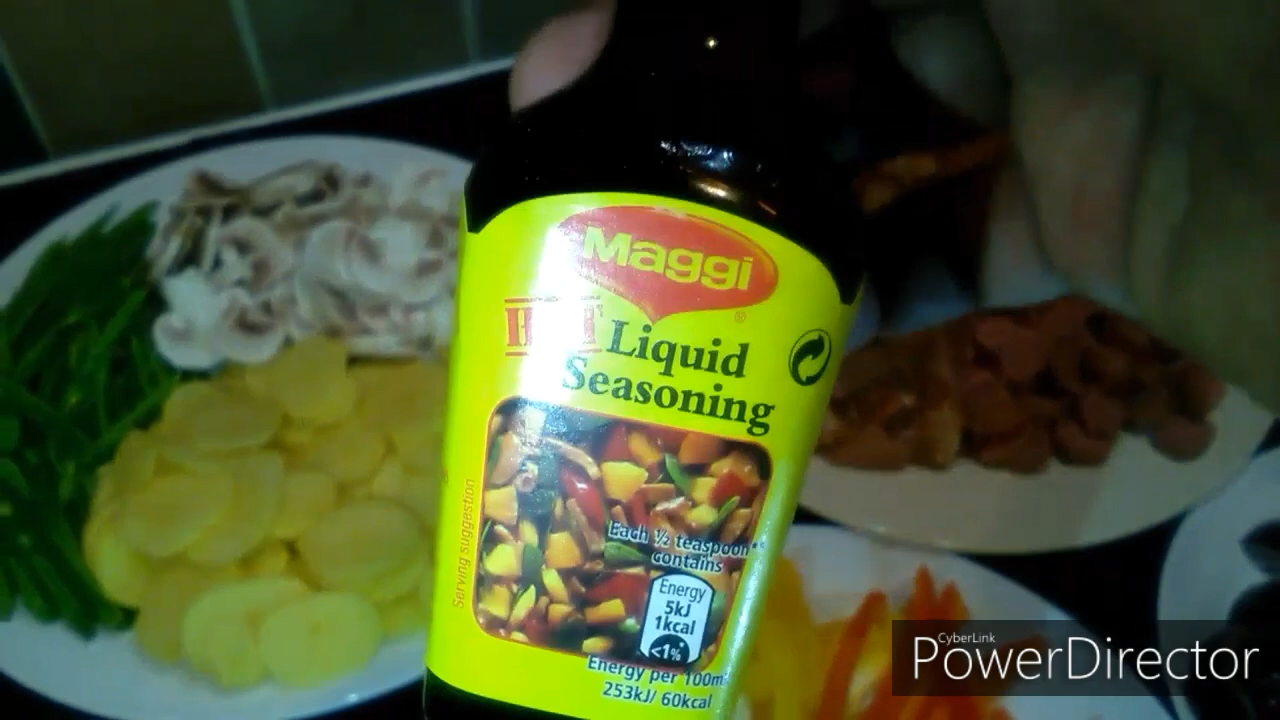 Maggi
®
HOT Liquid
Seasoning
Serving suggestion
Each ½ teaspoon**
contains
Energy
5kJ
1kcal
<1%*
Energy per 100ml
253kJ/ 60kcal
CyberLink
PowerDirector